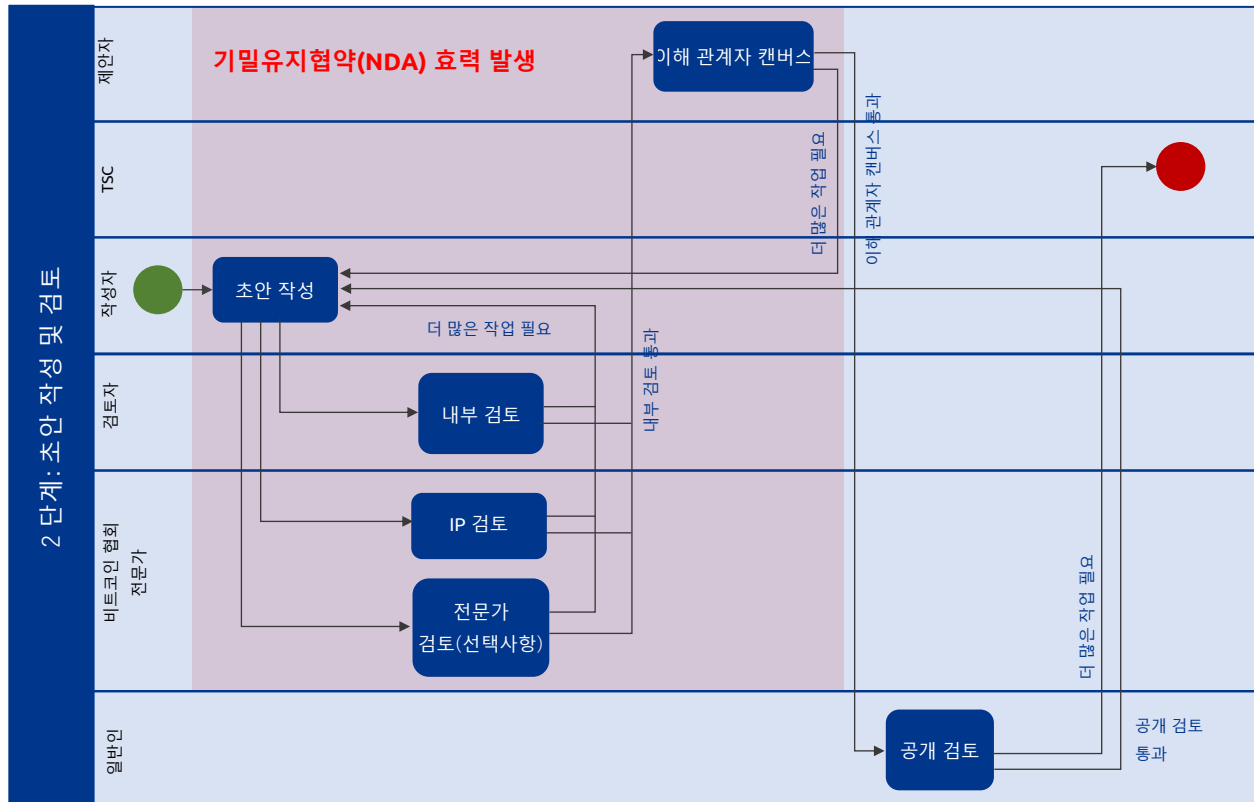 2 단계: 초안 작성 및 검토
제안자
기밀유지협약(NDA) 효력 발생
이해 관계자 캔버스
더 많은 작업 필요
이해 관계자 캔버스 통과
TSC
작성자
초안 작성
더 많은 작업 필요
내부 검토 통과
검토자
내부 검토
비트코인 협회
전문가
IP 검토
전문가
검토(선택사항)
더 많은 작업 필요
일반인
공개 검토
공개 검토
통과